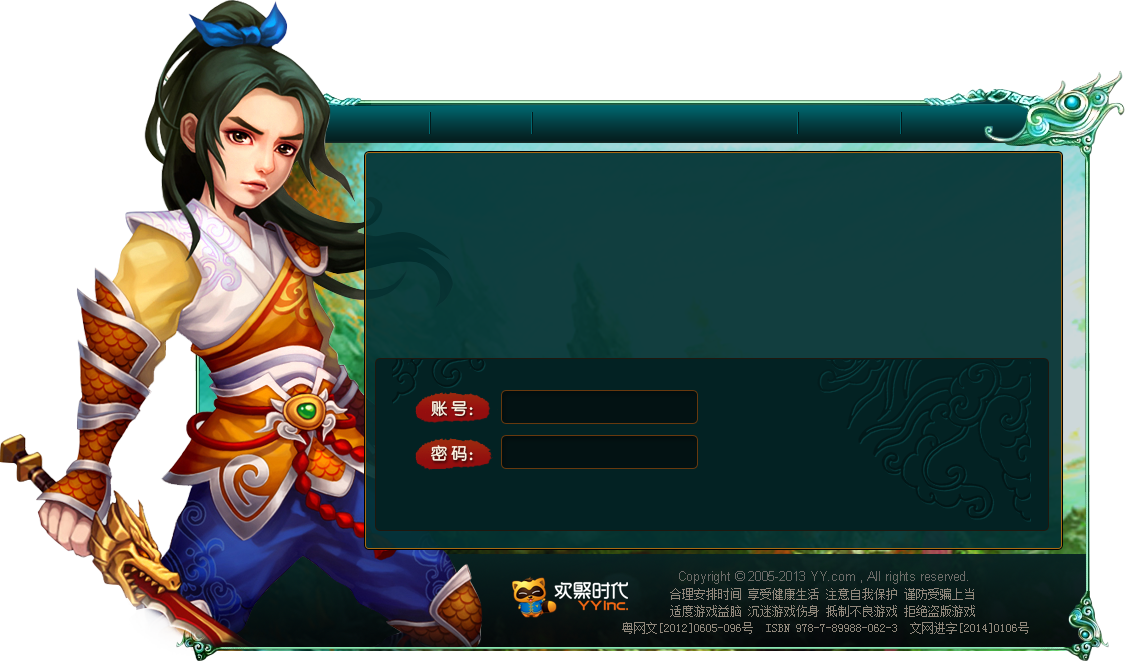 账号:
密码:
欢聚时代
YYInc.
Copyright © 2005-2013 YY.com , All rights reserved.
合理安排时间 享受健康生活 注意自我保护 谨防受骗上当
适度游戏益脑 沉迷游戏伤身 抵制不良游戏 拒绝盗版游戏
粤网文[2012]0605-096号 ISBN 978-7-89988-062-3 文网进字[2014]0106号